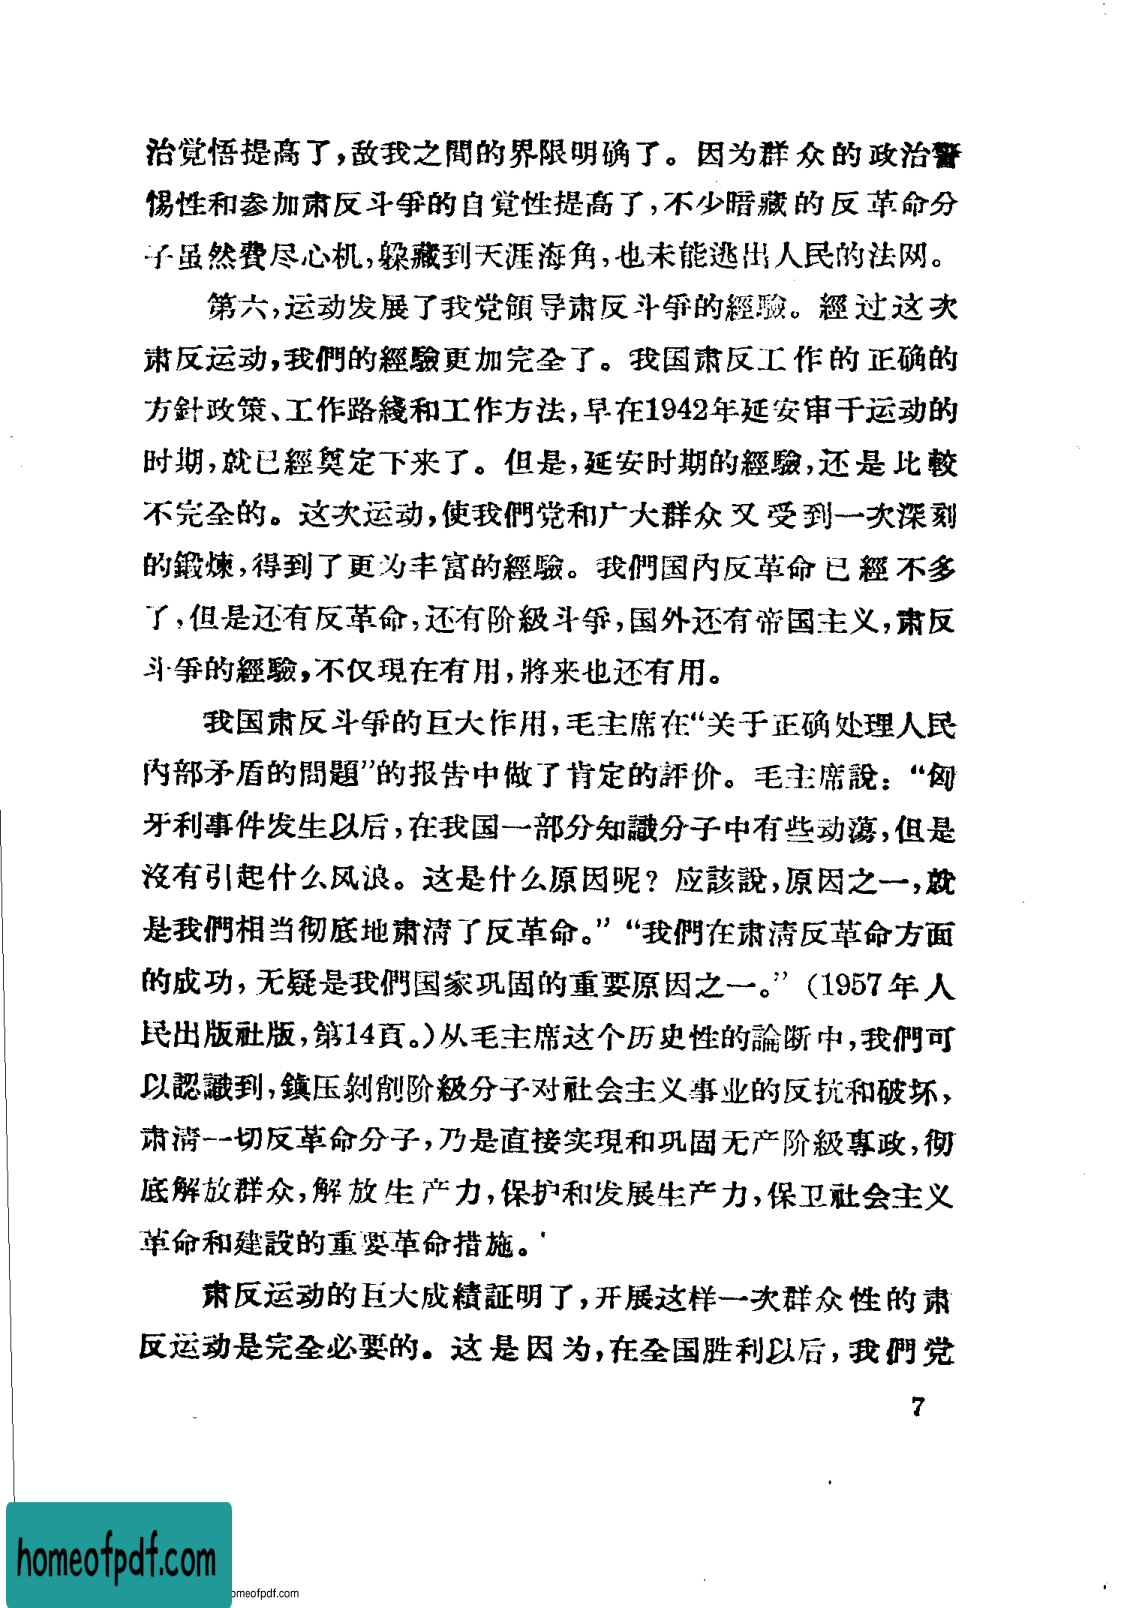 治覚悟提高了,敌我之間的界限明确了。因为群众的政治警
惕性和参加肃反斗爭的自覚性提高了,不少暗藏的反革命分
子虽然費尽心机,躱藏到天涯海角,也未能逃出人民的法网。
第六,运动发展了我党領导肃反斗爭的經驗。經过这次
肃反运动,我們的經驗更加完全了。我国肃反工作的正确的
方針政策、工作路綫和工作方法,早在1942年延安审干运动的
时期,就已經奠定下来了。但是,延安时期的經驗,还是比較
不完全的。这次运动,使我們党和广大群众又受到一次深刻
的鍛煉,得到了更为丰富的經驗。我們国内反革命已經不多
了,但是还有反革命,还有阶級斗爭,国外还有帝国主义,肃反
斗爭的經驗,不仅現在有用,將来也还有用。
我国肃反斗爭的巨大作用,毛主席在“关于正确处理人民
内部矛盾的問題”的报告中做了肯定的評价。毛主席說:“匈
牙利事件发生以后,在我国一部分知識分子中有些动蕩,但是
沒有引起什么风浪。这是什么原因呢?应該說,原因之一,就
是我們相当彻底地肃清了反革命。”“我們在肃清反革命方面
的成功,无疑是我們国家巩固的重要原因之一。”(1957年人
民出版社版,第14頁。)从毛主席这个历史性的論断中,我們可
以認識到,鎭压剝削阶級分子对社会主义事业的反抗和破坏,
肃清一切反革命分子,乃是直接实現和巩固无产阶級專政,彻
底解放群众,解放生产力,保护和发展生产力,保卫社会主义
革命和建設的重要革命措施。
肃反运动的巨大成績証明了,开展这样一次群众性的肃
反运动是完全必要的。这是因为,在全国胜利以后,我們党
7
homeofpdf.com
omeofpdf.com